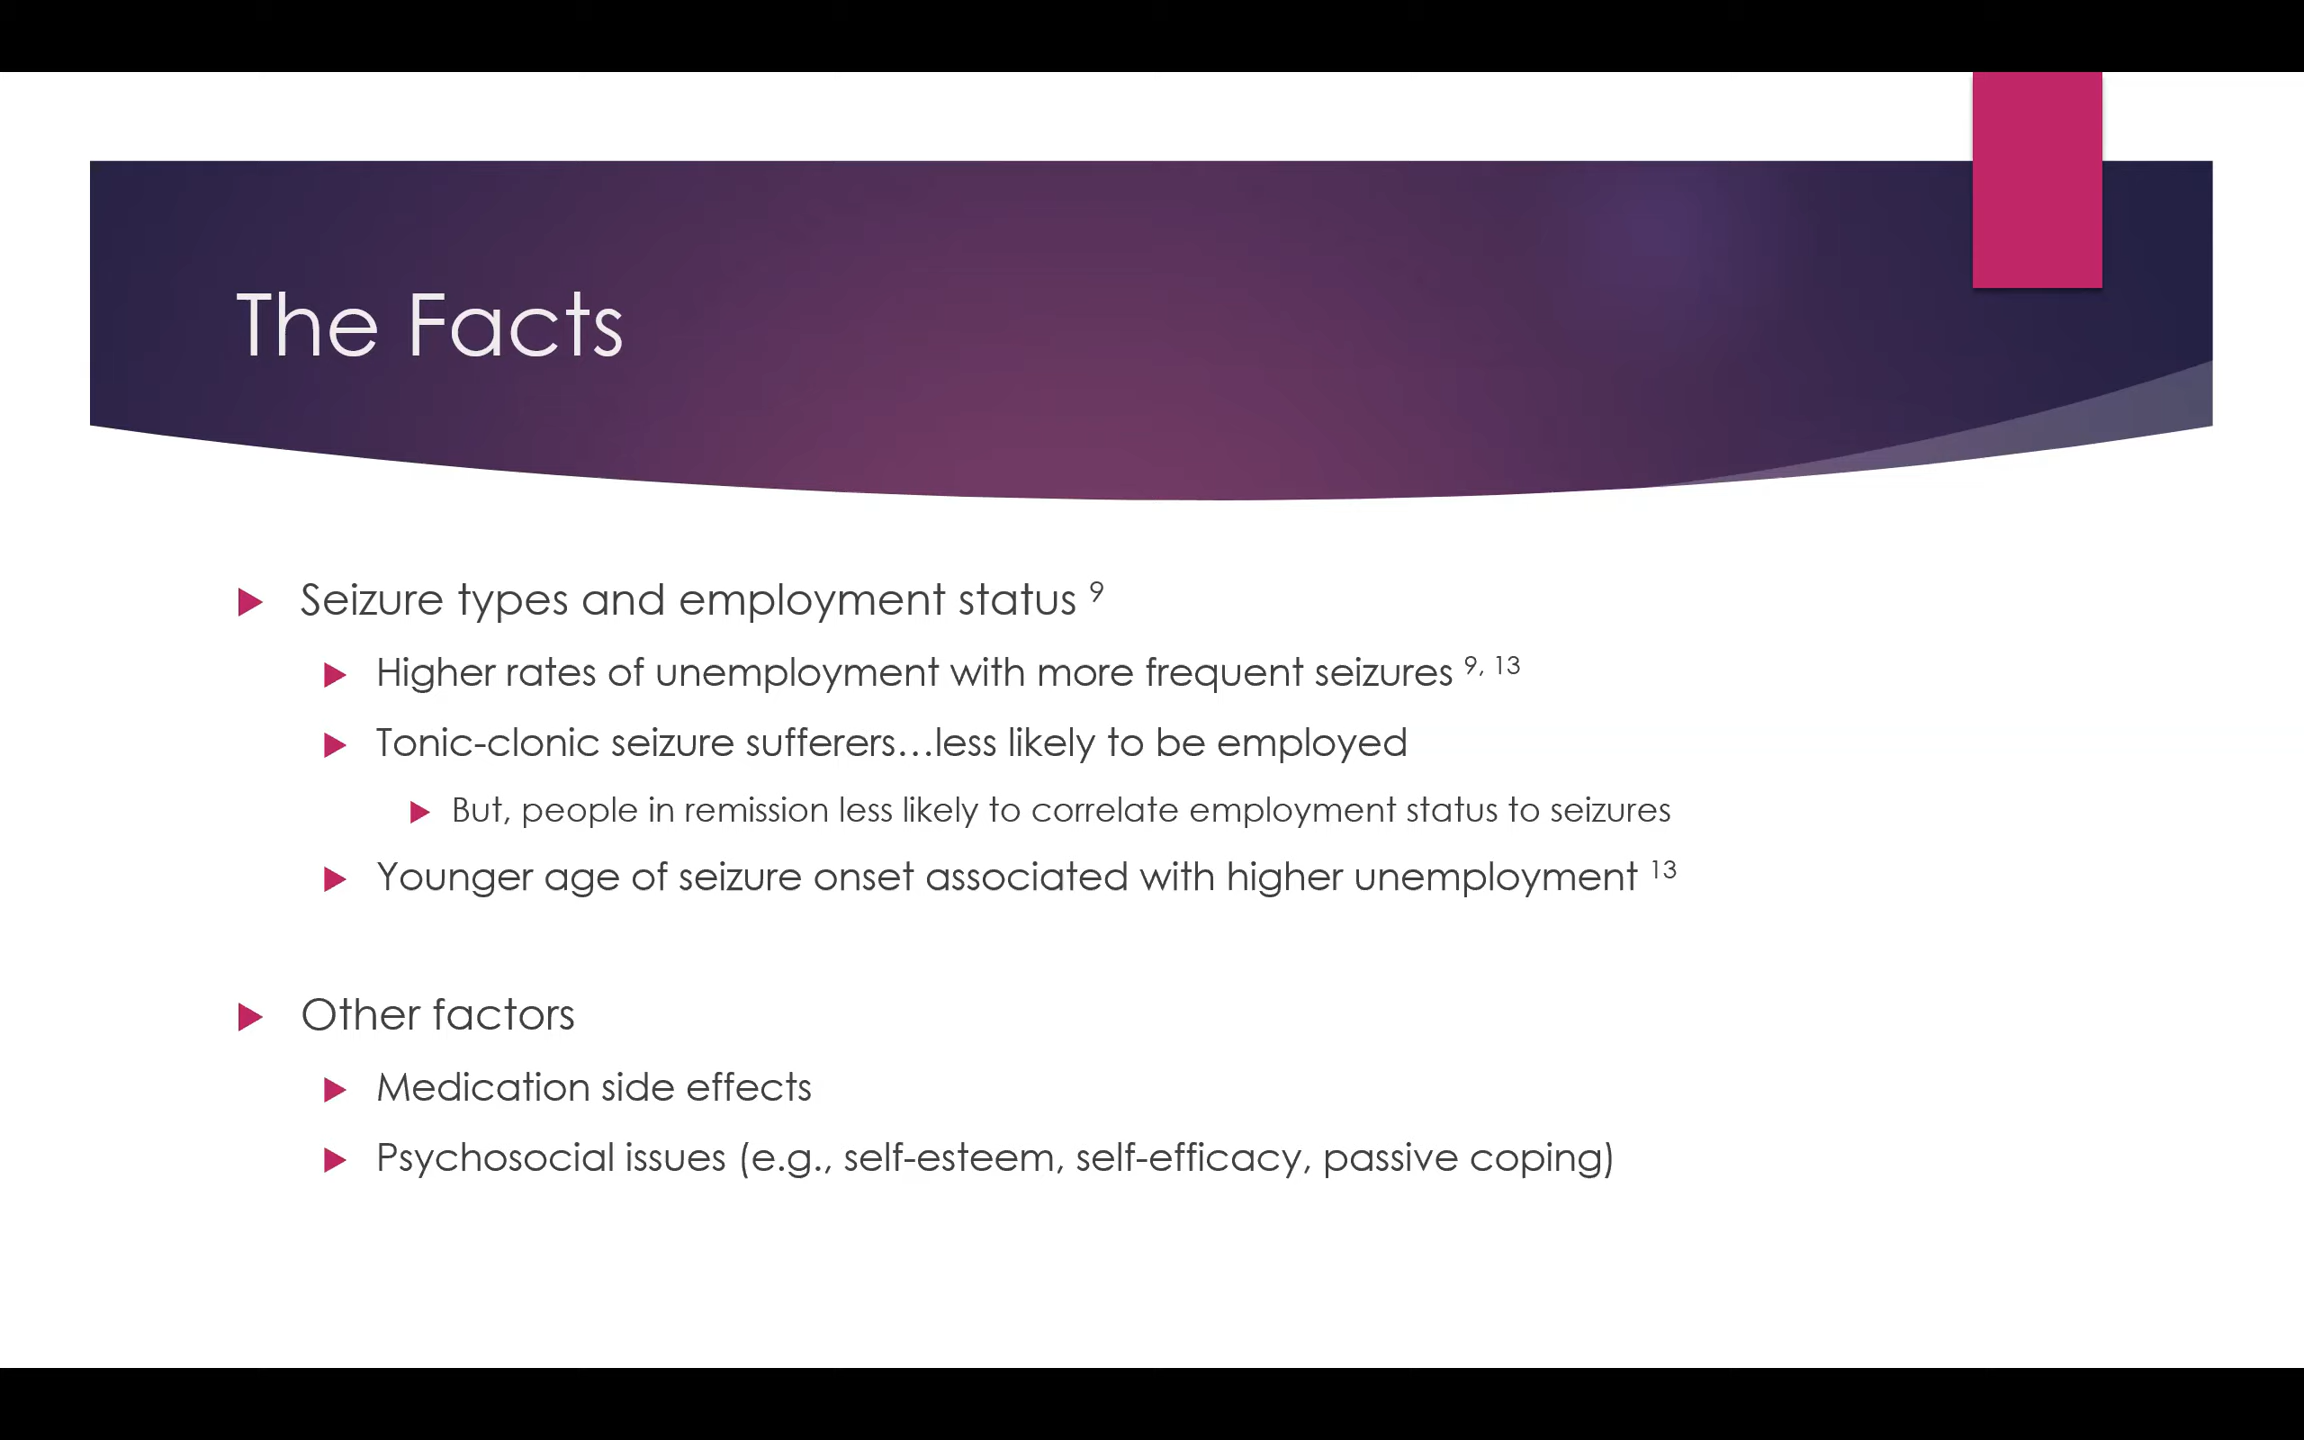 The Facts
Seizure types and employment status 9
Higher rates of unemployment with more frequent seizures 9, 13
Tonic-clonic seizure sufferers…less likely to be employed
But, people in remission less likely to correlate employment status to seizures
Younger age of seizure onset associated with higher unemployment 13
Other factors
Medication side effects
Psychosocial issues (e.g., self-esteem, self-efficacy, passive coping)